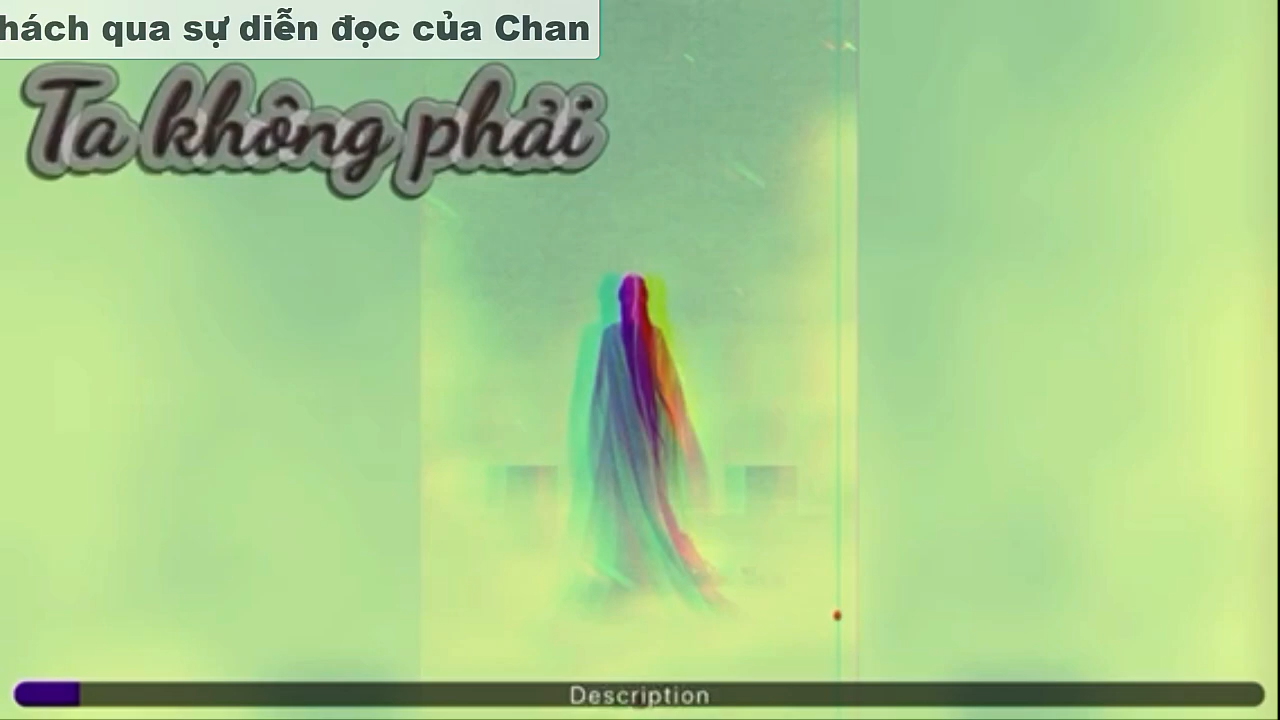 hách qua sự diễn đọc của Chan
Ta không phải
Description